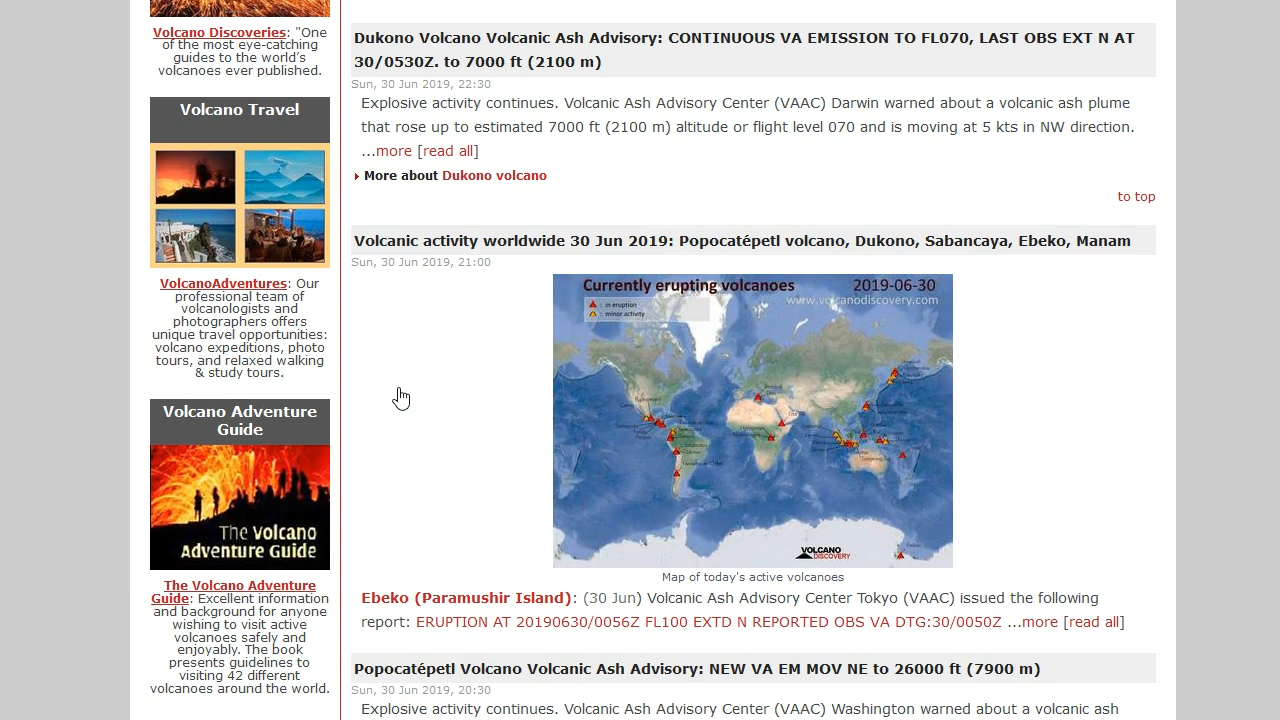 Volcano Discoveries: "One
of the most eye-catching
guides to the world's
volcanoes ever published.
Volcano Travel
VolcanoAdventures: Our
professional team of
volcanologists and
photographers offers
unique travel opportunities:
volcano expeditions, photo
tours, and relaxed walking
& study tours.
Volcano Adventure
Guide
The Volcano
Adventure Guide
The Volcano Adventure
Guide: Excellent information
and background for anyone
wishing to visit active
volcanoes safely and
enjoyably. The book
presents guidelines to
visiting 42 different
volcanoes around the world.
Dukono Volcano Volcanic Ash Advisory: CONTINUOUS VA EMISSION TO FL070, LAST OBS EXT N AT
30/0530Z. to 7000 ft (2100 m)
Sun, 30 Jun 2019, 22:30
Explosive activity continues. Volcanic Ash Advisory Center (VAAC) Darwin warned about a volcanic ash plume
that rose up to estimated 7000 ft (2100 m) altitude or flight level 070 and is moving at 5 kts in NW direction.
...more [read all]
More about Dukono volcano
to top
Volcanic activity worldwide 30 Jun 2019: Popocatépetl volcano, Dukono, Sabancaya, Ebeko, Manam
Sun, 30 Jun 2019, 21:00
Currently erupting volcanoes
2019-06-30
www.volcanodiscovery.com
: in eruption
: minor activity
VOLCANO
DISCOVERY
Map of today's active volcanoes
Ebeko (Paramushir Island): (30 Jun) Volcanic Ash Advisory Center Tokyo (VAAC) issued the following
report: ERUPTION AT 20190630/0056Z FL100 EXTD N REPORTED OBS VA DTG:30/0050Z ...more [read all]
Popocatépetl Volcano Volcanic Ash Advisory: NEW VA EM MOV NE to 26000 ft (7900 m)
Sun, 30 Jun 2019, 20:30
Explosive activity continues. Volcanic Ash Advisory Center (VAAC) Washington warned about a volcanic ash